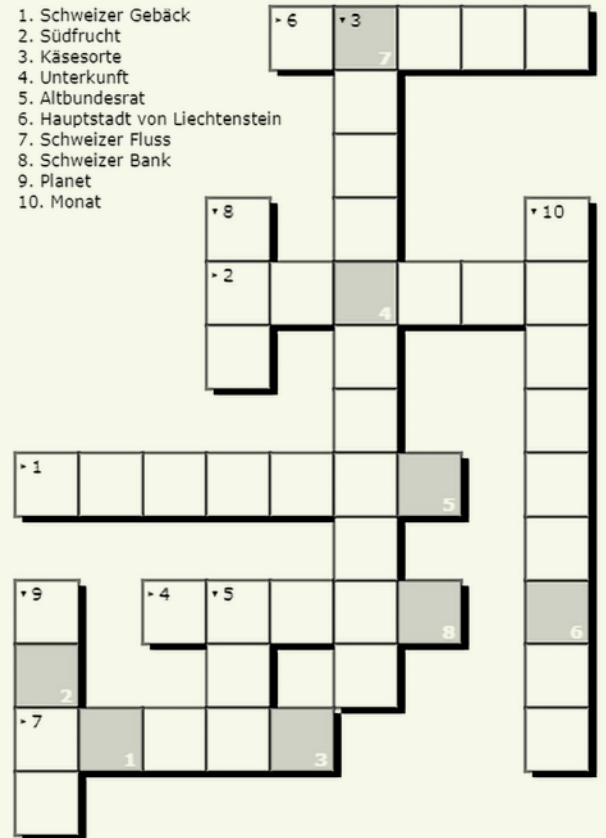 1. Schweizer Gebäck
2. Südfrucht
3. Käsesorte
4. Unterkunft
5. Altbundesrat
6. Hauptstadt von Liechtenstein
7. Schweizer Fluss
8. Schweizer Bank
9. Planet
10. Monat
6 3
7
8 10
2
4
1
5
9 4 5
8 6
2
7
1 3